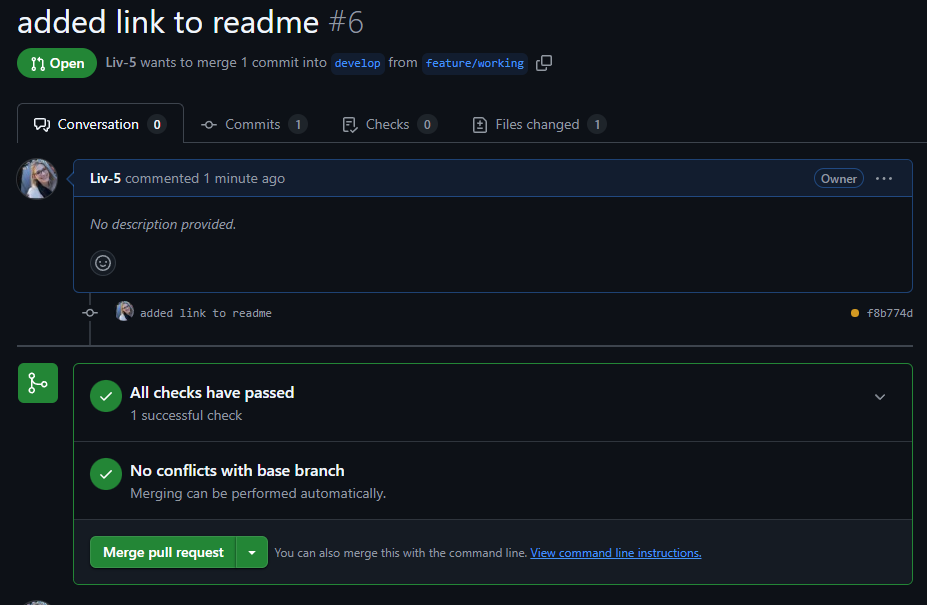 added link to readme #6
Open Liv-5 wants to merge 1 commit into develop from feature/working
Conversation 0 Commits 1 Checks 0 Files changed 1
Liv-5 commented 1 minute ago Owner
No description provided.
added link to readme f8b774d
All checks have passed
1 successful check
No conflicts with base branch
Merging can be performed automatically.
Merge pull request You can also merge this with the command line. View command line instructions.